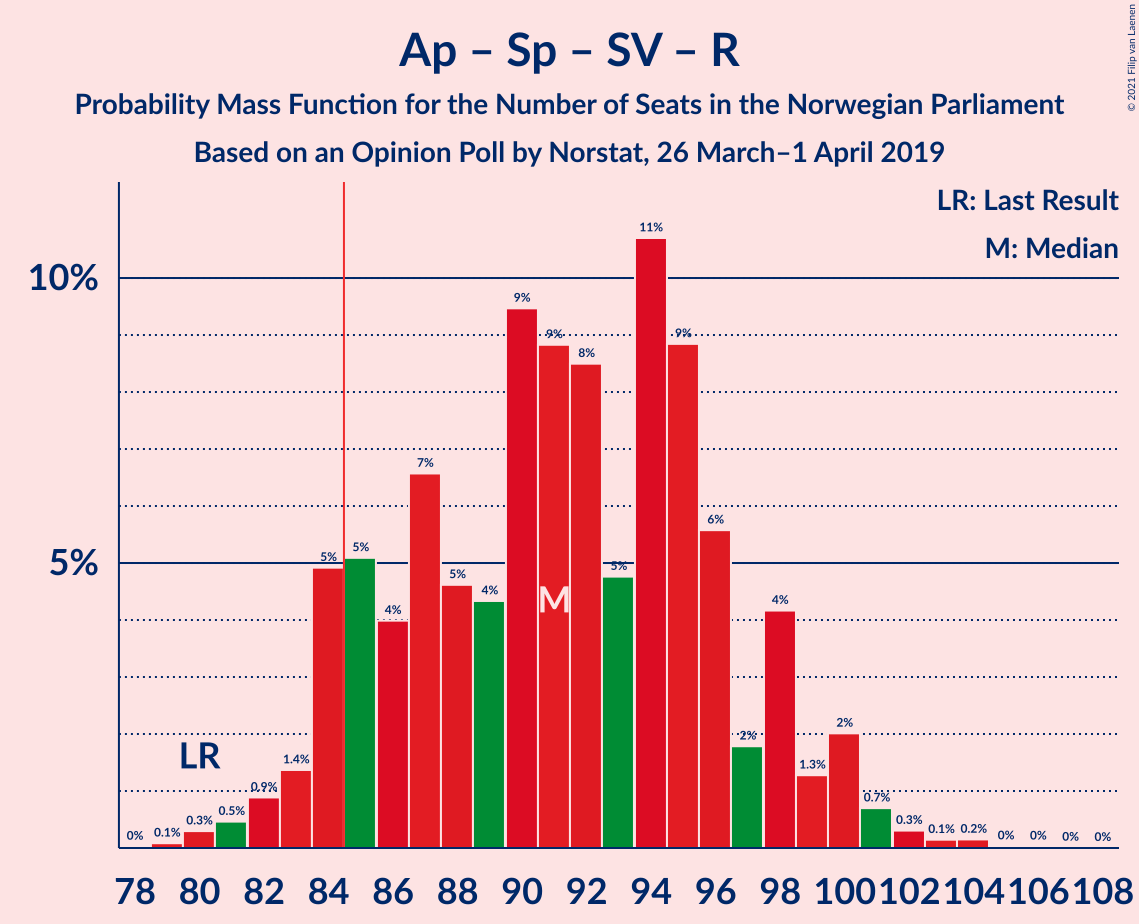 Ap – Sp – SV – R
Probability Mass Function for the Number of Seats in the Norwegian Parliament
Based on an Opinion Poll by Norstat, 26 March–1 April 2019
© 2021 Filip van Laenen
LR: Last Result
M: Median
10%
5%
0% 0.1% 0.3% 0.5% 0.9% 1.4% 5% 5% 4% 7% 5% 4% 9% 9% 8% 5% 11% 9% 6% 2% 4% 1.3% 2% 0.7% 0.3% 0.1% 0.2% 0% 0% 0% 0%
LR
M
78 80 82 84 86 88 90 92 94 96 98 100 102 104 106 108